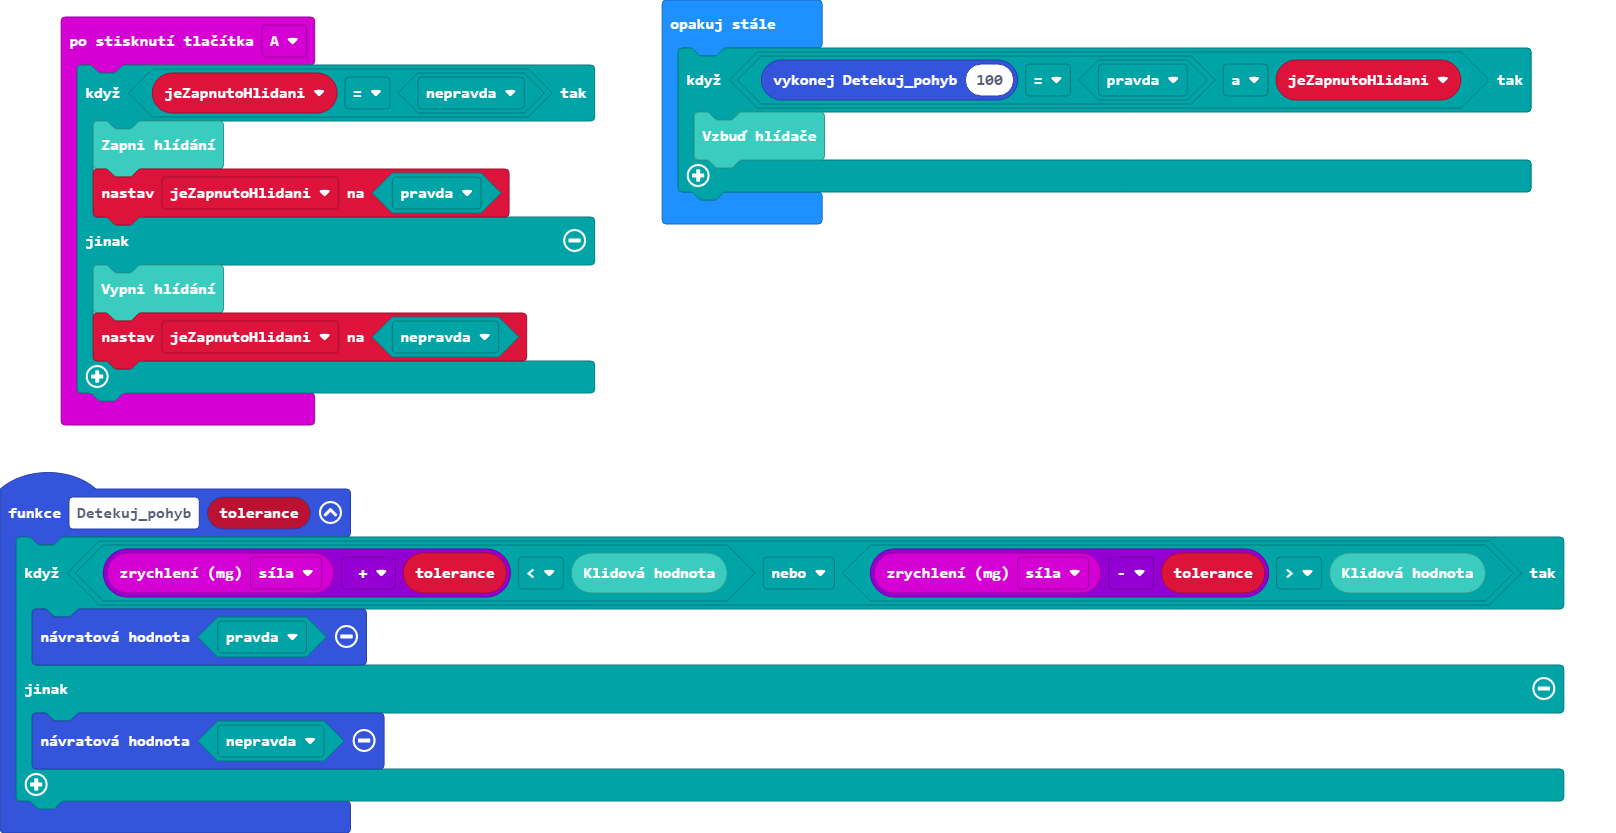 po stisknutí tlačítka A
když jeZapnutoHlidani = nepravda tak
Zapni hlídání
nastav jeZapnutoHlidani na pravda
jinak
Vypni hlídání
nastav jeZapnutoHlidani na nepravda
opakuj stále
když vykonej Detekuj_pohyb 100 = pravda a jeZapnutoHlidani tak
Vzbuď hlídače
funkce Detekuj_pohyb tolerance
když zrychlení (mg) síla + tolerance < Klidová hodnota nebo zrychlení (mg) síla - tolerance > Klidová hodnota tak
návratová hodnota pravda
jinak
návratová hodnota nepravda